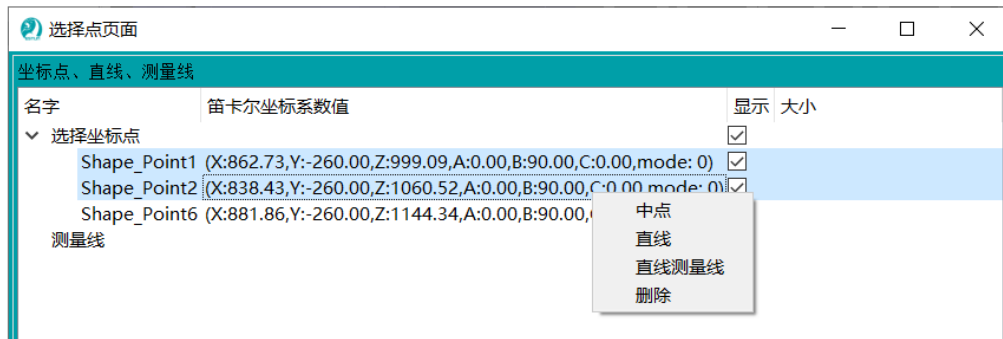 选择点页面
坐标点、直线、测量线
名字 笛卡尔坐标系数值 显示 大小
选择坐标点
Shape_Point1 (X:862.73,Y:-260.00,Z:999.09,A:0.00,B:90.00,C:0.00,mode: 0)
Shape_Point2 (X:838.43,Y:-260.00,Z:1060.52,A:0.00,B:90.00,C:0.00,mode: 0)
Shape_Point6 (X:881.86,Y:-260.00,Z:1144.34,A:0.00,B:90.00,
测量线
中点
直线
直线测量线
删除